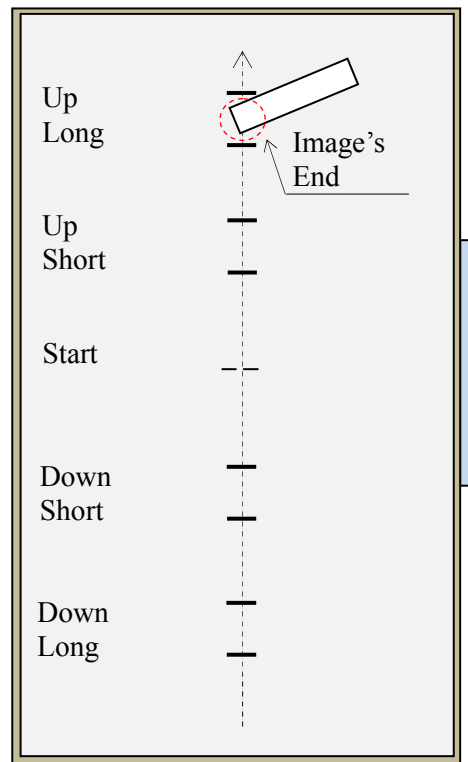 Up
Long
Image's
End
Up
Short
Start
Down
Short
Down
Long